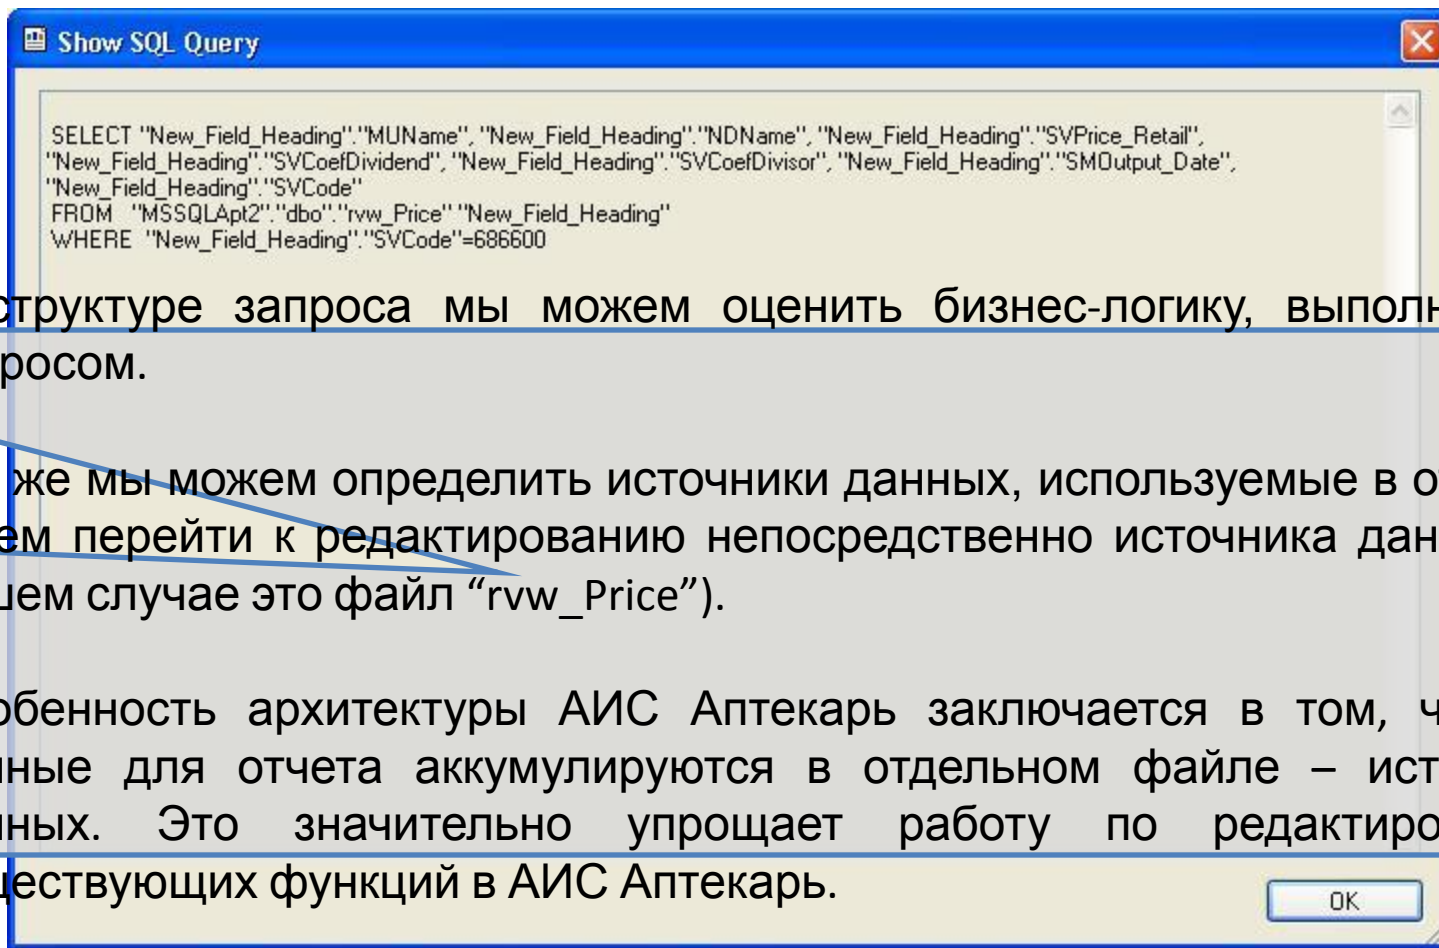 Show SQL Query
SELECT "New_Field_Heading"."MUName", "New_Field_Heading"."NDName", "New_Field_Heading"."SVPrice_Retail",
"New_Field_Heading"."SVCoefDividend", "New_Field_Heading"."SVCoefDivisor", "New_Field_Heading"."SMOutput_Date",
"New_Field_Heading"."SVCode"
FROM "MSSQLApt2"."dbo"."rvw_Price" "New_Field_Heading"
WHERE "New_Field_Heading"."SVCode"=686600
структуре запроса мы можем оценить бизнес-логику, выполн
росом.
же мы можем определить источники данных, используемые в о
ем перейти к редактированию непосредственно источника дан
шем случае это файл “rvw_Price”).
обенность архитектуры АИС Аптекарь заключается в том, ч
ные для отчета аккумулируются в отдельном файле – ист
ных. Это значительно упрощает работу по редактиро
ществующих функций в АИС Аптекарь.
OK